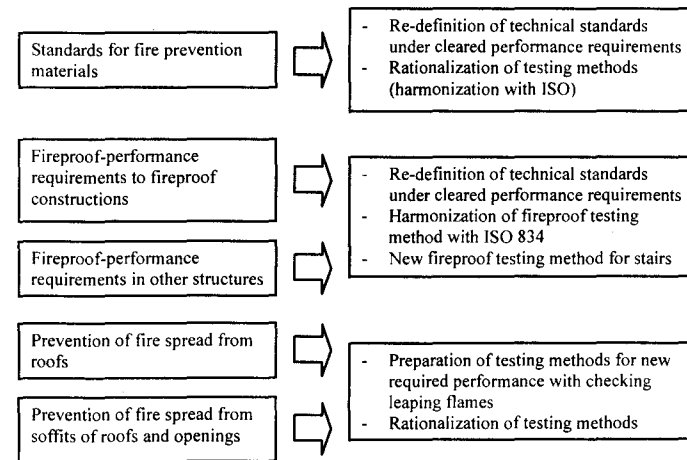 Standards for fire prevention
materials
- Re-definition of technical standards
under cleared performance requirements
- Rationalization of testing methods
(harmonization with ISO)
Fireproof-performance
requirements to fireproof
constructions
Fireproof-performance
requirements in other structures
- Re-definition of technical standards
under cleared performance requirements
- Harmonization of fireproof testing
method with ISO 834
- New fireproof testing method for stairs
Prevention of fire spread from
roofs
Prevention of fire spread from
soffits of roofs and openings
- Preparation of testing methods for new
required performance with checking
leaping flames
- Rationalization of testing methods